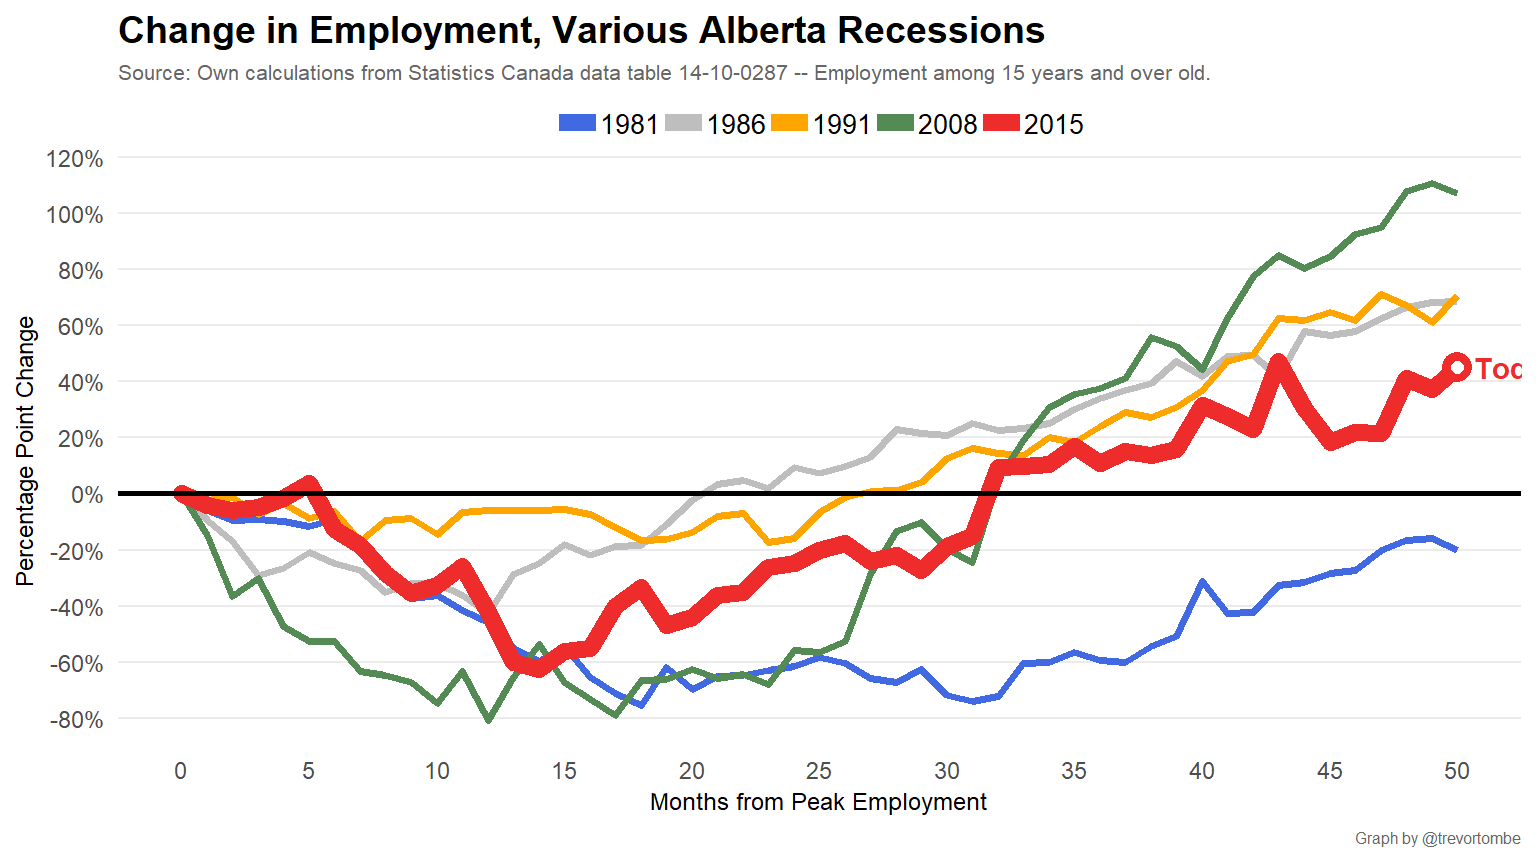 Change in Employment, Various Alberta Recessions
Source: Own calculations from Statistics Canada data table 14-10-0287 -- Employment among 15 years and over old.
1981 1986 1991 2008 2015
120%
100%
80%
60%
40%
20%
0%
-20%
-40%
-60%
-80%
Percentage Point Change
Tod
0 5 10 15 20 25 30 35 40 45 50
Months from Peak Employment
Graph by @trevortombe